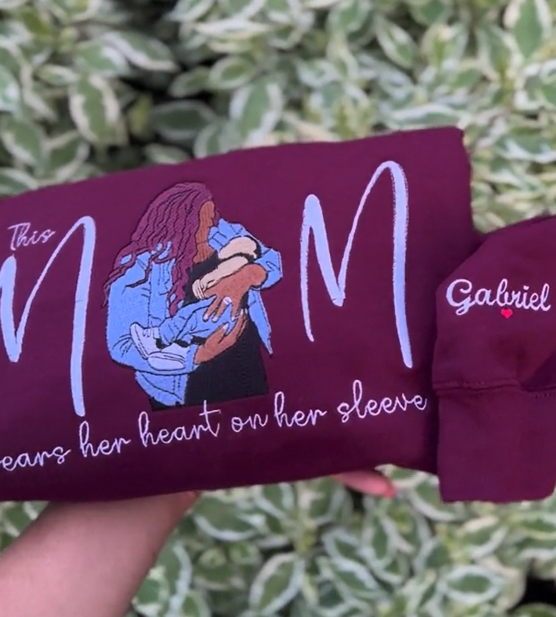 This
M M
ears her heart on her sleeve
Gabriel